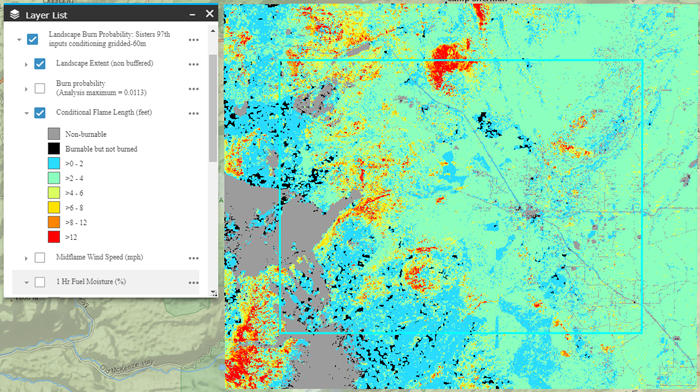 Layer List
Landscape Burn Probability: Sisters 97th
inputs conditioning gridded-60m
Landscape Extent (non buffered)
Burn probability
(Analysis maximum = 0.0113)
Conditional Flame Length (feet)
Non-burnable
Burnable but not burned
>0 - 2
>2 - 4
>4 - 6
>6 - 8
>8 - 12
>12
Midflame Wind Speed (mph)
1 Hr Fuel Moisture (%)
McKenzie Hwy